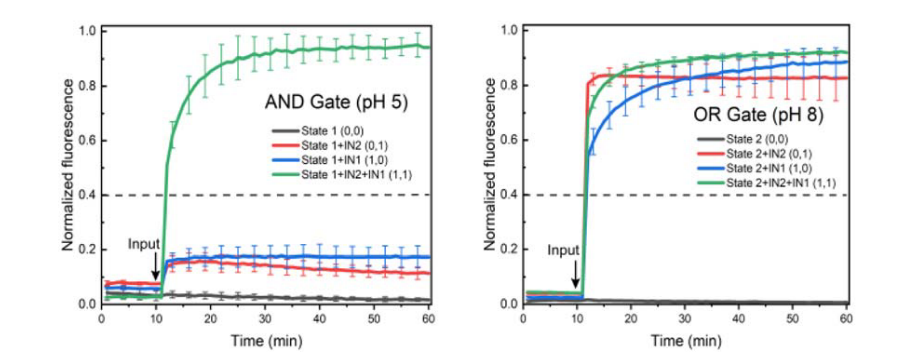 1.0
0.8
0.6
0.4
0.2
0.0
Normalized fluorescence
AND Gate (pH 5)
State 1 (0,0)
State 1+IN2 (0,1)
State 1+IN1 (1,0)
State 1+IN2+IN1 (1,1)
Input
0 10 20 30 40 50 60
Time (min)
1.0
0.8
0.6
0.4
0.2
0.0
Normalized fluorescence
OR Gate (pH 8)
State 2 (0,0)
State 2+IN2 (0,1)
State 2+IN1 (1,0)
State 2+IN2+IN1 (1,1)
Input
0 10 20 30 40 50 60
Time (min)